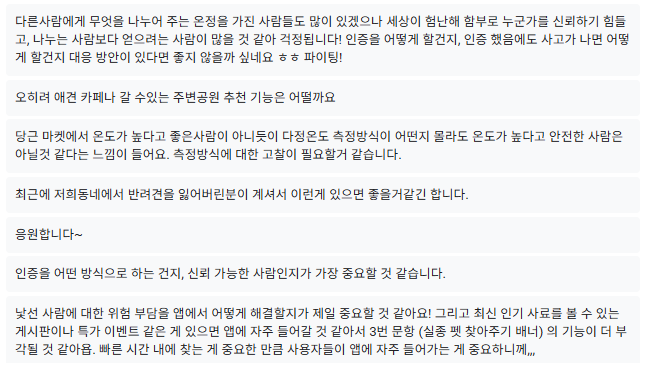 다른사람에게 무엇을 나누어 주는 온정을 가진 사람들도 많이 있겠으나 세상이 험난해 함부로 누군가를 신뢰하기 힘들
고, 나누는 사람보다 얻으려는 사람이 많을 것 같아 걱정됩니다! 인증을 어떻게 할건지, 인증 했음에도 사고가 나면 어떻
게 할건지 대응 방안이 있다면 좋지 않을까 싶네요 ㅎㅎ 파이팅!
오히려 애견 카페나 갈 수있는 주변공원 추천 기능은 어떨까요
당근 마켓에서 온도가 높다고 좋은사람이 아니듯이 다정온도 측정방식이 어떤지 몰라도 온도가 높다고 안전한 사람은
아닐것 같다는 느낌이 들어요. 측정방식에 대한 고찰이 필요할거 같습니다.
최근에 저희동네에서 반려견을 잃어버린분이 계셔서 이런게 있으면 좋을거같긴 합니다.
응원합니다~
인증을 어떤 방식으로 하는 건지, 신뢰 가능한 사람인지가 가장 중요할 것 같습니다.
낯선 사람에 대한 위험 부담을 앱에서 어떻게 해결할지가 제일 중요할 것 같아요! 그리고 최신 인기 사료를 볼 수 있는
게시판이나 특가 이벤트 같은 게 있으면 앱에 자주 들어갈 것 같아서 3번 문항 (실종 펫 찾아주기 배너) 의 기능이 더 부
각될 것 같아욥. 빠른 시간 내에 찾는 게 중요한 만큼 사용자들이 앱에 자주 들어가는 게 중요하니께,,,